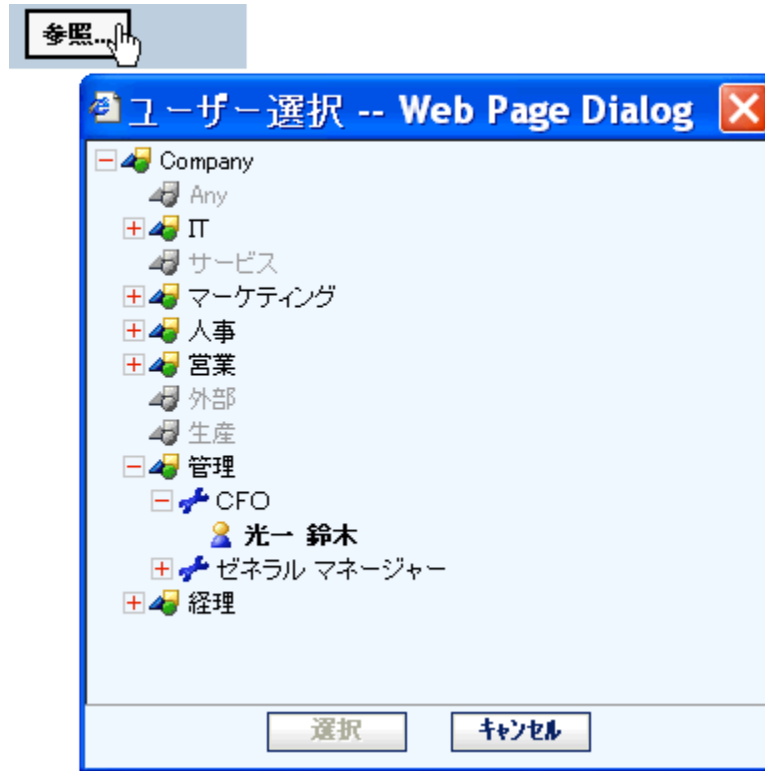 参照...
ユーザー選択 -- Web Page Dialog
Company
Any
IT
サービス
マーケティング
人事
営業
外部
生産
管理
CFO
光一 鈴木
ゼネラル マネージャー
経理
選択 キャンセル